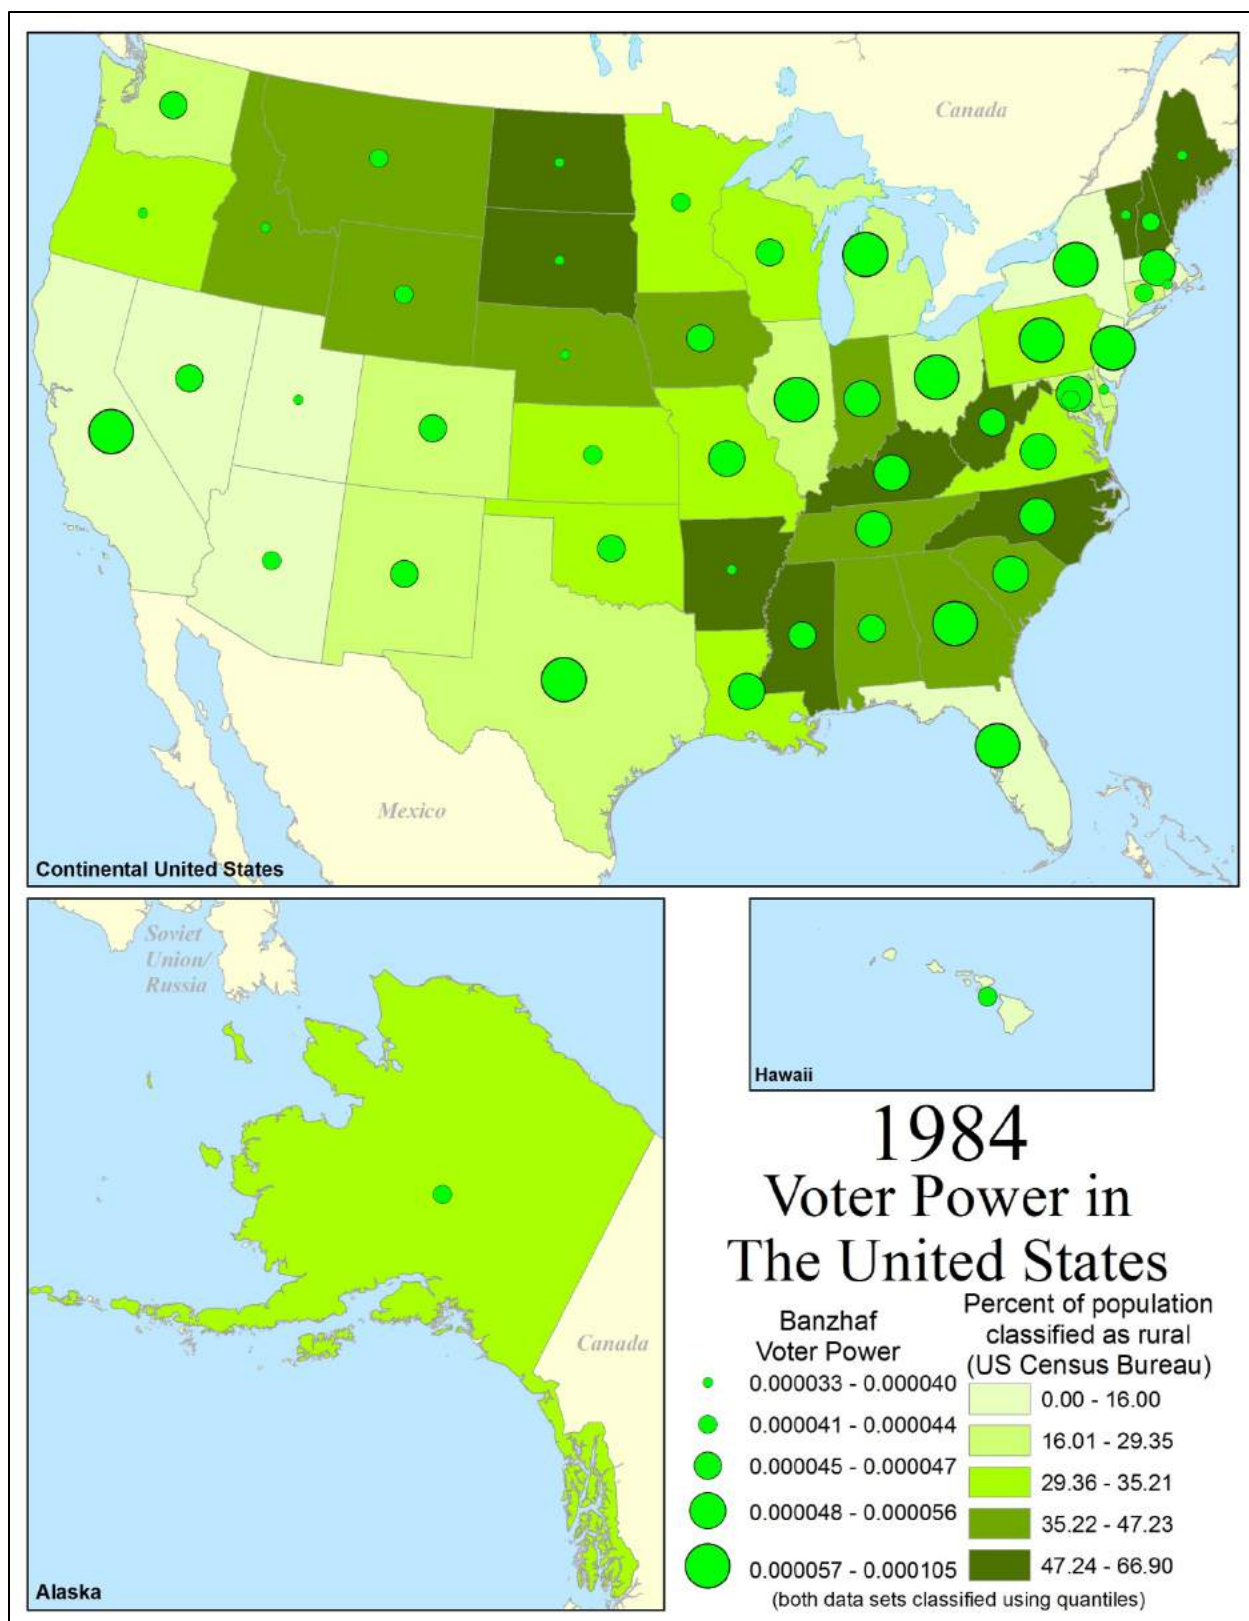 Canada
Mexico
Continental United States
Soviet
Union/
Russia
Canada
Alaska
Hawaii
1984
Voter Power in
The United States
Banzhaf
Voter Power
0.000033 - 0.000040
0.000041 - 0.000044
0.000045 - 0.000047
0.000048 - 0.000056
0.000057 - 0.000105
Percent of population
classified as rural
(US Census Bureau)
0.00 - 16.00
16.01 - 29.35
29.36 - 35.21
35.22 - 47.23
47.24 - 66.90
(both data sets classified using quantiles)